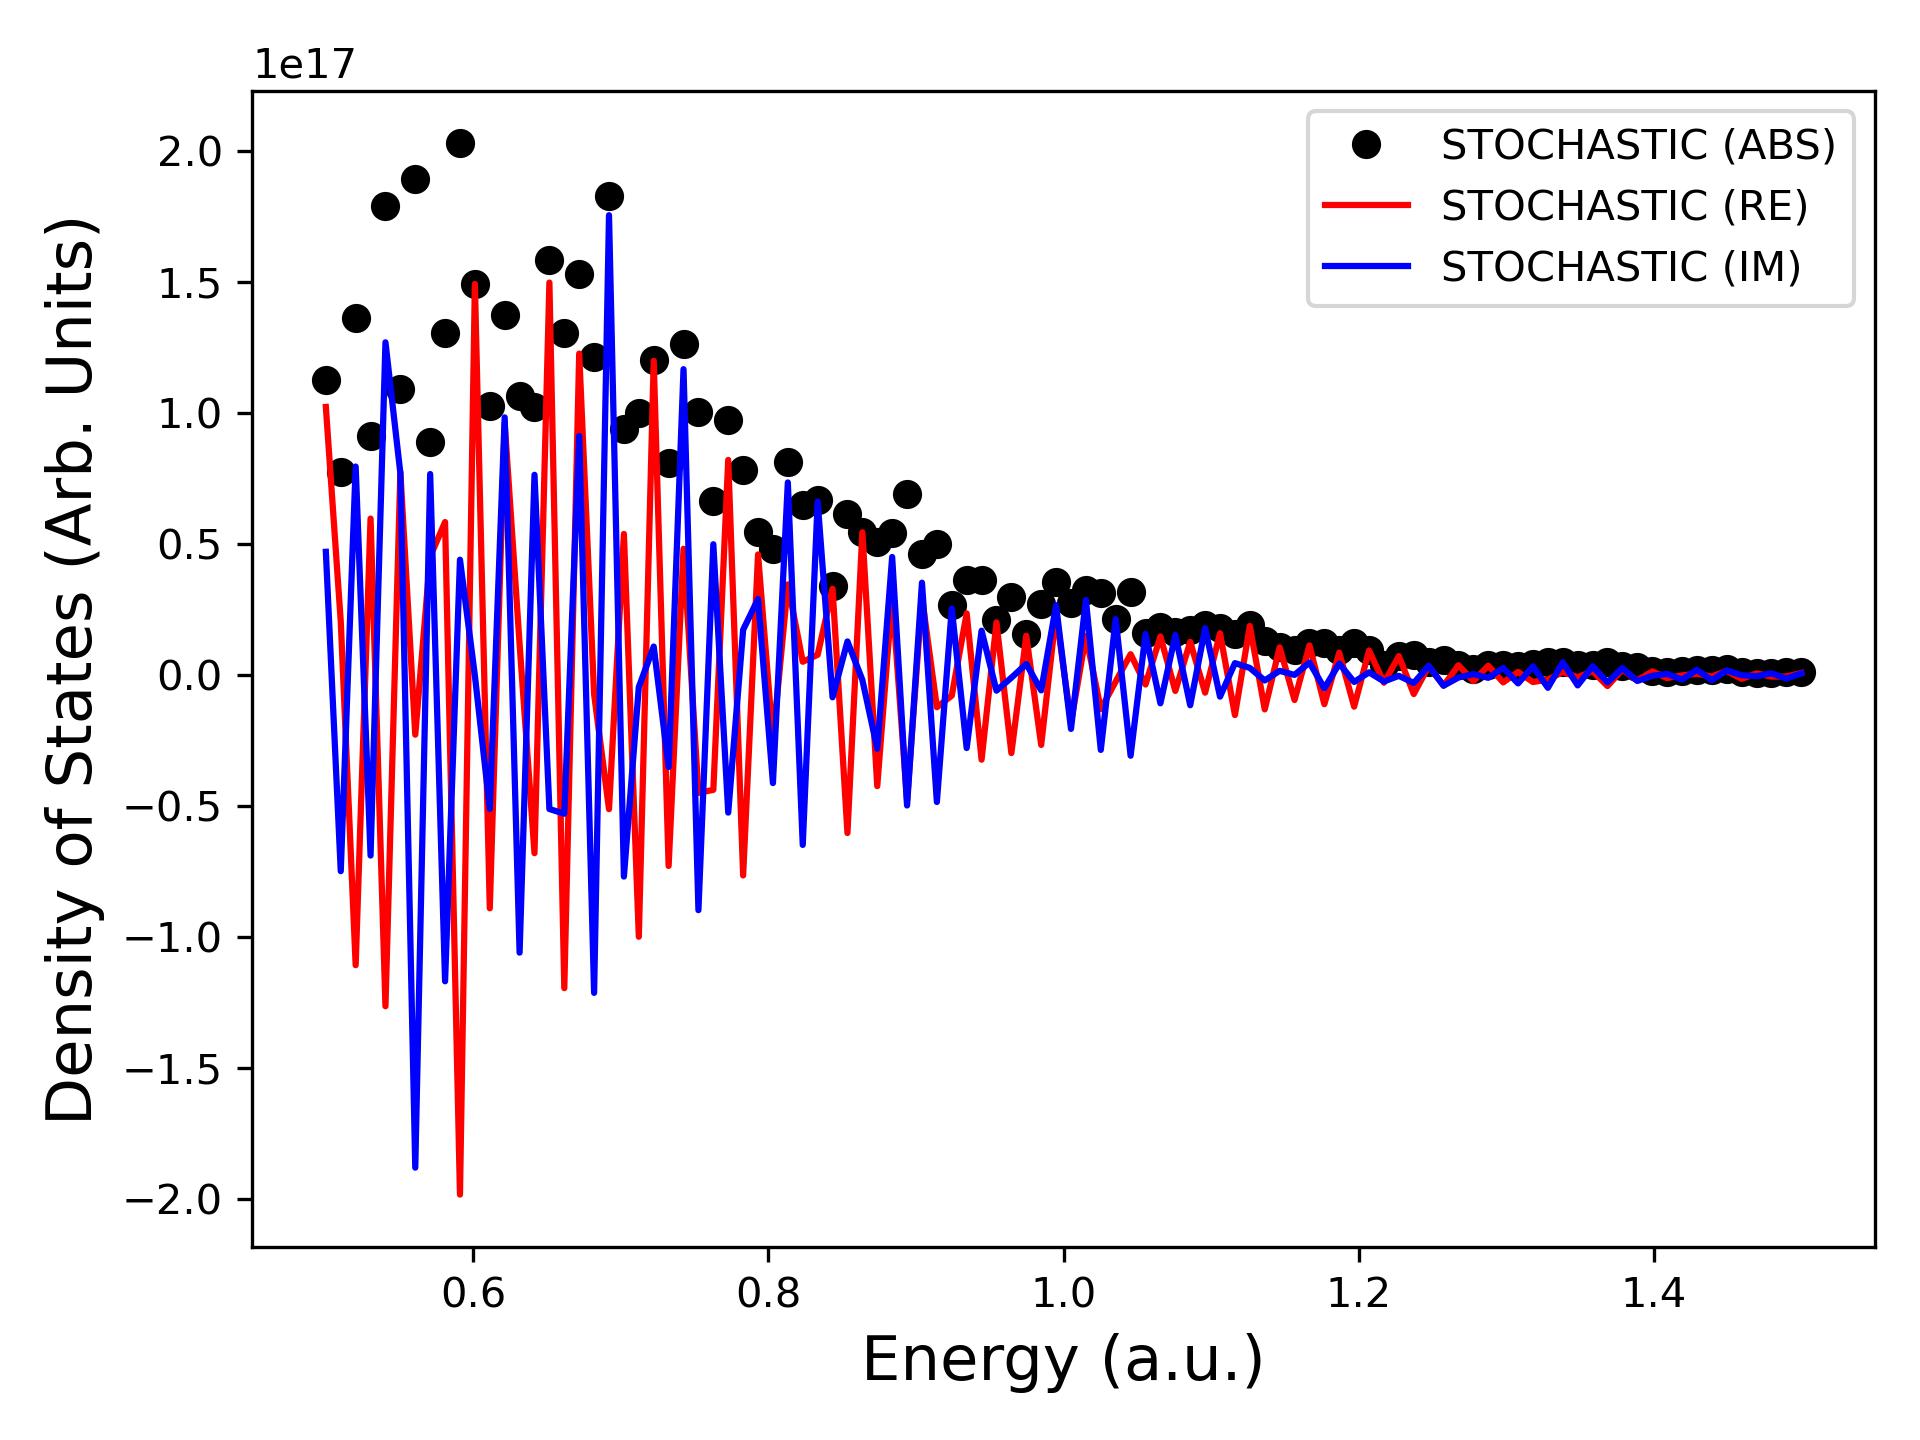 1e17
2.0
1.5
1.0
0.5
0.0
−0.5
−1.0
−1.5
−2.0
Density of States (Arb. Units)
STOCHASTIC (ABS)
STOCHASTIC (RE)
STOCHASTIC (IM)
0.6 0.8 1.0 1.2 1.4
Energy (a.u.)